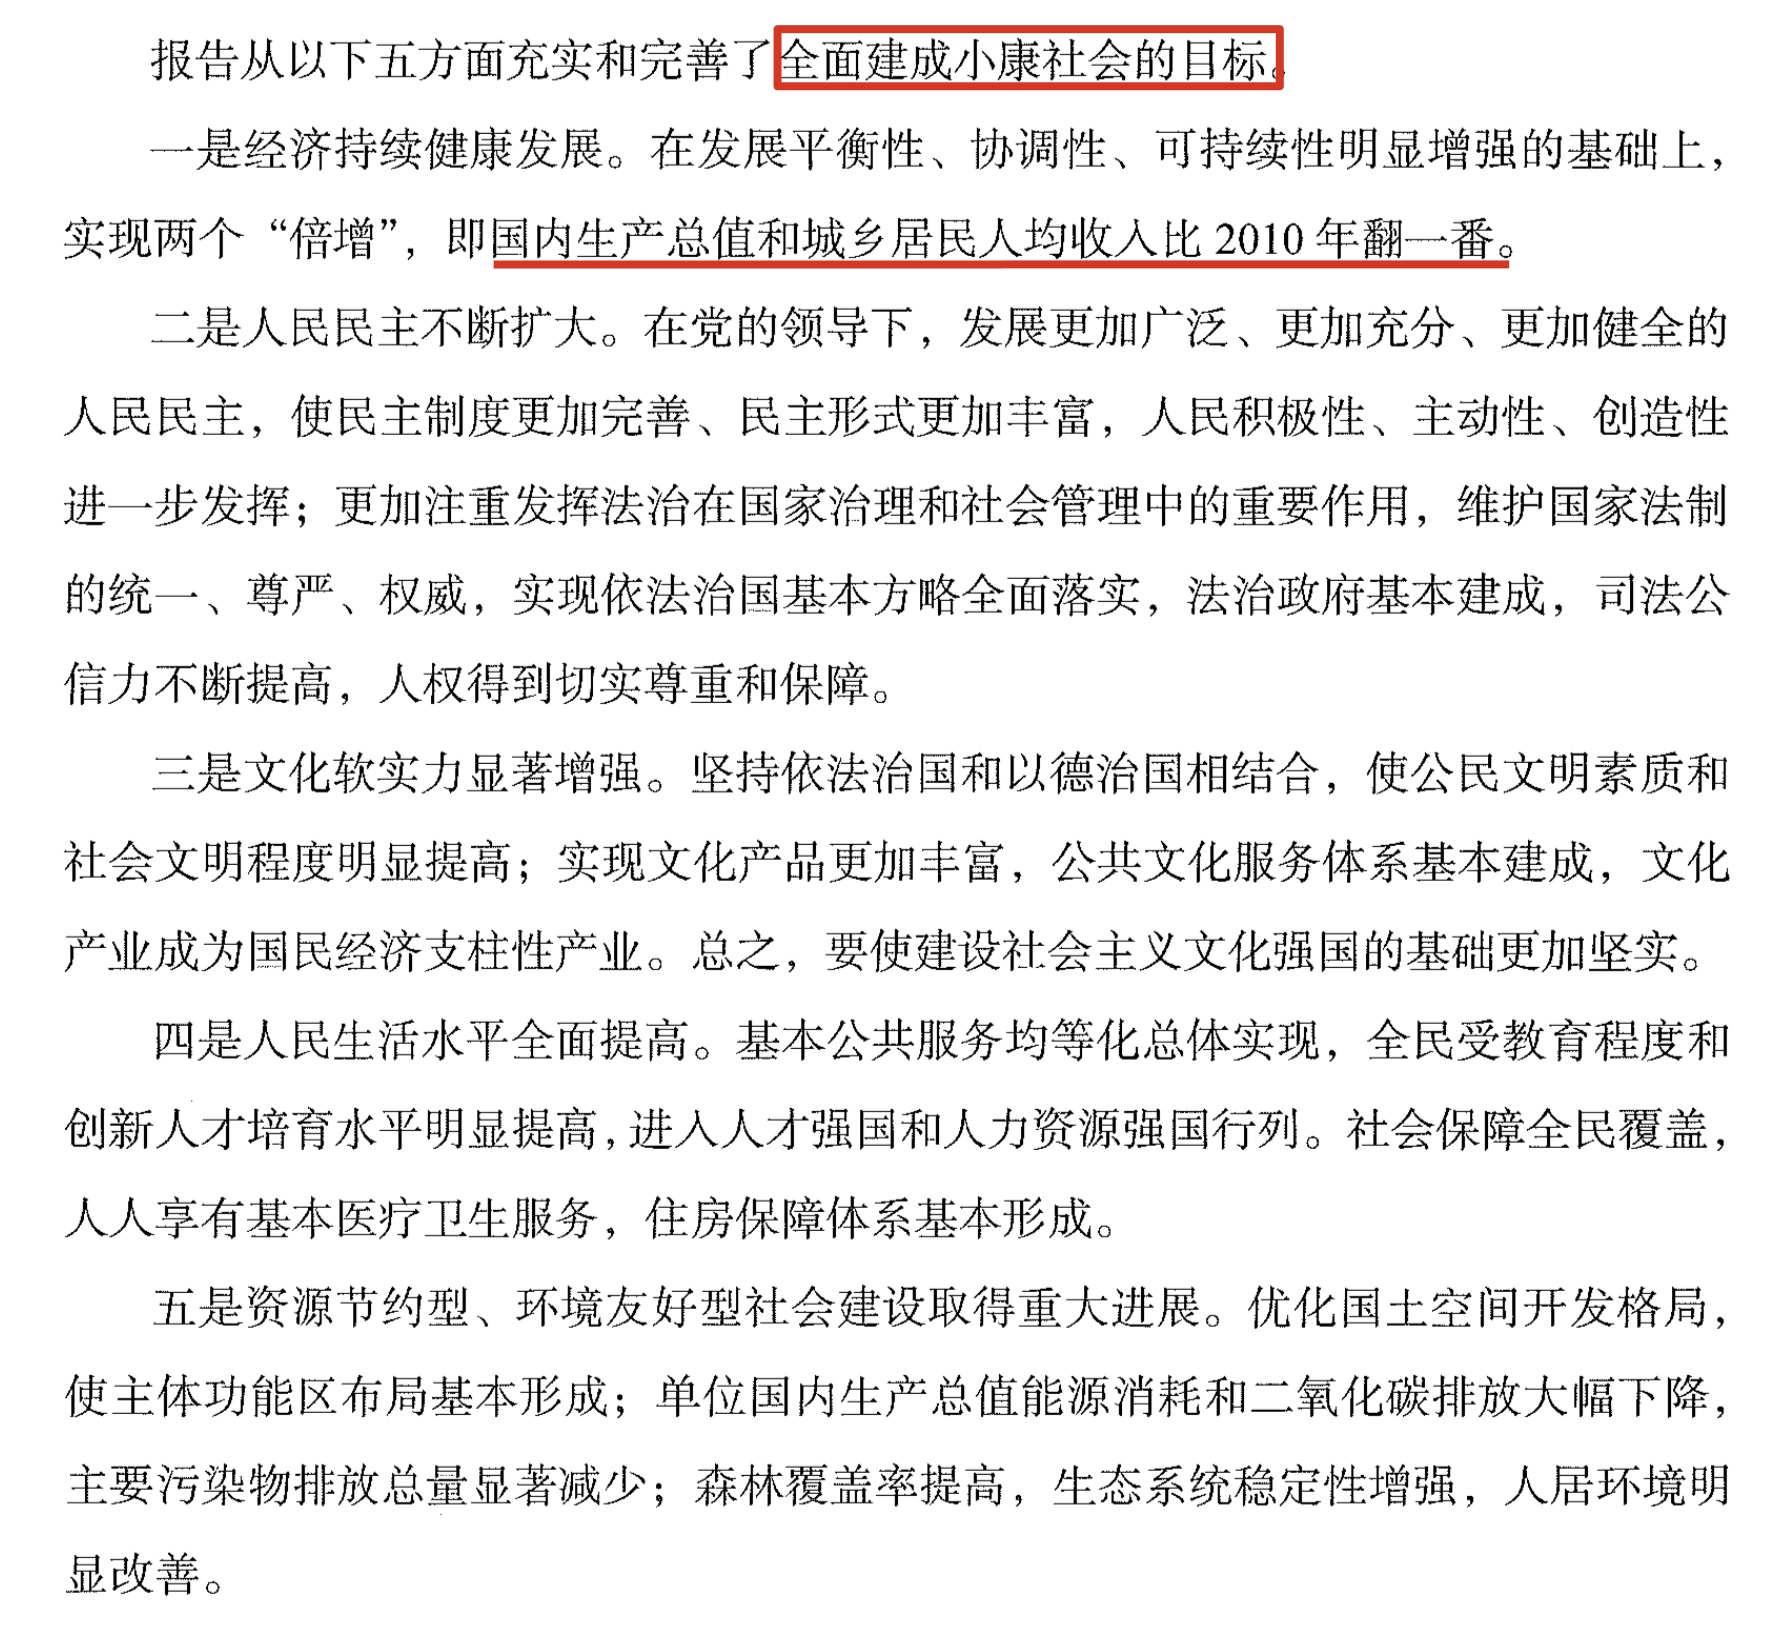 报告从以下五方面充实和完善了全面建成小康社会的目标。
一是经济持续健康发展。在发展平衡性、协调性、可持续性明显增强的基础上，
实现两个“倍增”，即国内生产总值和城乡居民人均收入比 2010 年翻一番。
二是人民民主不断扩大。在党的领导下，发展更加广泛、更加充分、更加健全的
人民民主，使民主制度更加完善、民主形式更加丰富，人民积极性、主动性、创造性
进一步发挥；更加注重发挥法治在国家治理和社会管理中的重要作用，维护国家法制
的统一、尊严、权威，实现依法治国基本方略全面落实，法治政府基本建成，司法公
信力不断提高，人权得到切实尊重和保障。
三是文化软实力显著增强。坚持依法治国和以德治国相结合，使公民文明素质和
社会文明程度明显提高；实现文化产品更加丰富，公共文化服务体系基本建成，文化
产业成为国民经济支柱性产业。总之，要使建设社会主义文化强国的基础更加坚实。
四是人民生活水平全面提高。基本公共服务均等化总体实现，全民受教育程度和
创新人才培育水平明显提高，进入人才强国和人力资源强国行列。社会保障全民覆盖，
人人享有基本医疗卫生服务，住房保障体系基本形成。
五是资源节约型、环境友好型社会建设取得重大进展。优化国土空间开发格局，
使主体功能区布局基本形成；单位国内生产总值能源消耗和二氧化碳排放大幅下降，
主要污染物排放总量显著减少；森林覆盖率提高，生态系统稳定性增强，人居环境明
显改善。